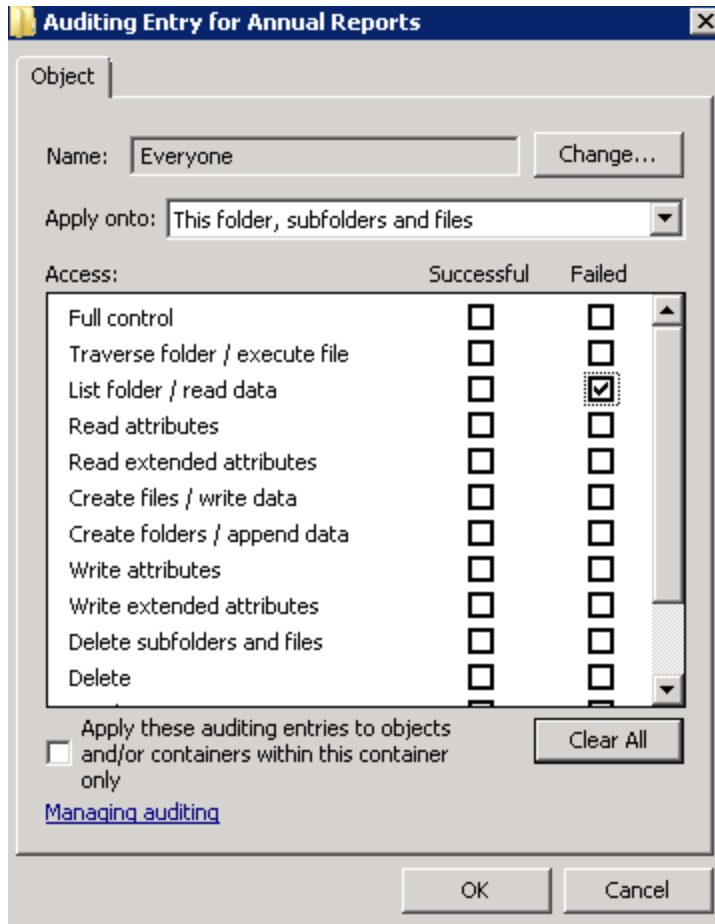 Auditing Entry for Annual Reports
Object
Name: Everyone Change...
Apply onto: This folder, subfolders and files
Access: Successful Failed
Full control
Traverse folder / execute file
List folder / read data
Read attributes
Read extended attributes
Create files / write data
Create folders / append data
Write attributes
Write extended attributes
Delete subfolders and files
Delete
Apply these auditing entries to objects
and/or containers within this container
only
Clear All
Managing auditing
OK Cancel